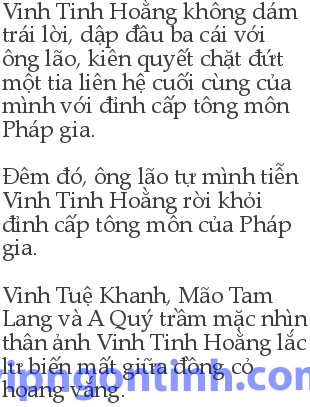 Vinh Tinh Hoằng không dám
trái lời, dập đầu ba cái với
ông lão, kiên quyết chặt đứt
một tia liên hệ cuối cùng của
mình với đỉnh cấp tông môn
Pháp gia.
Đêm đó, ông lão tự mình tiễn
Vinh Tinh Hoằng rời khỏi
đỉnh cấp tông môn của Pháp
gia.
Vinh Tuệ Khanh, Mão Tam
Lang và A Quý trầm mặc nhìn
thân ảnh Vinh Tinh Hoằng lắc
lư biến mất giữa đồng cỏ
hoang vắng.
vipngontinh.com